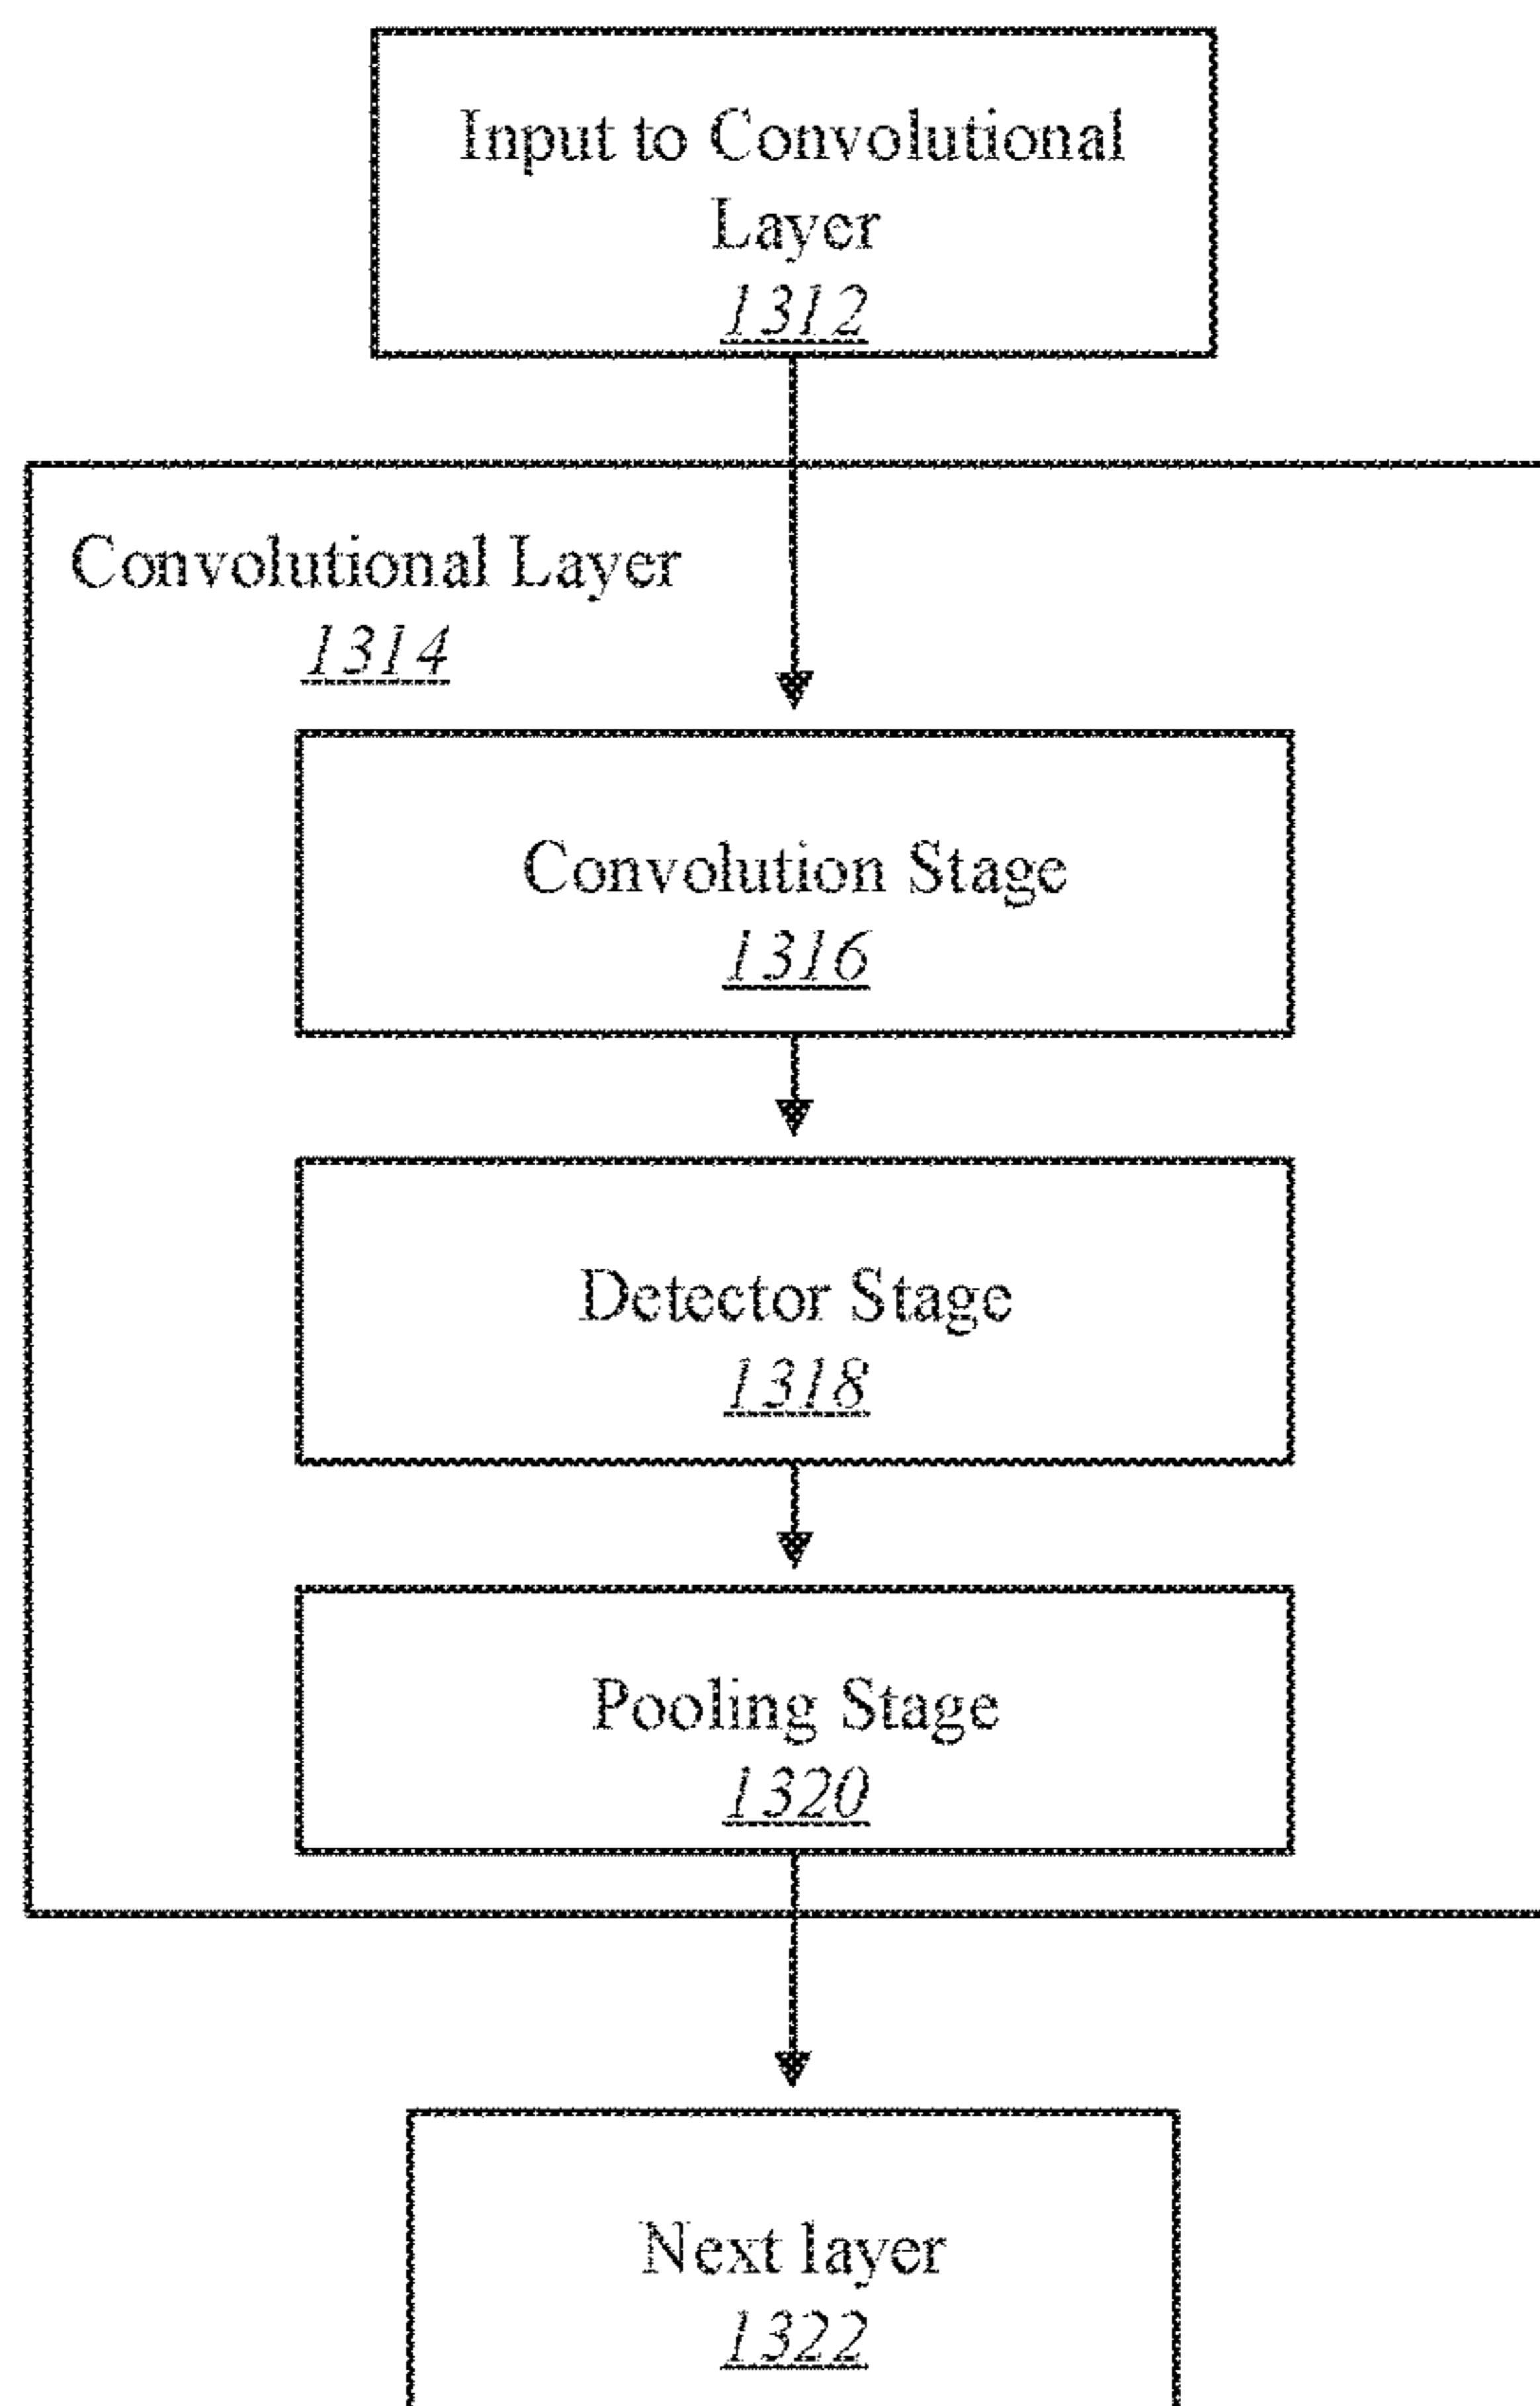 Input to Convolutional
Layer
1312
Convolutional Layer
1314
Convolution Stage
1316
Detector Stage
1318
Pooling Stage
1320
Next layer
1322